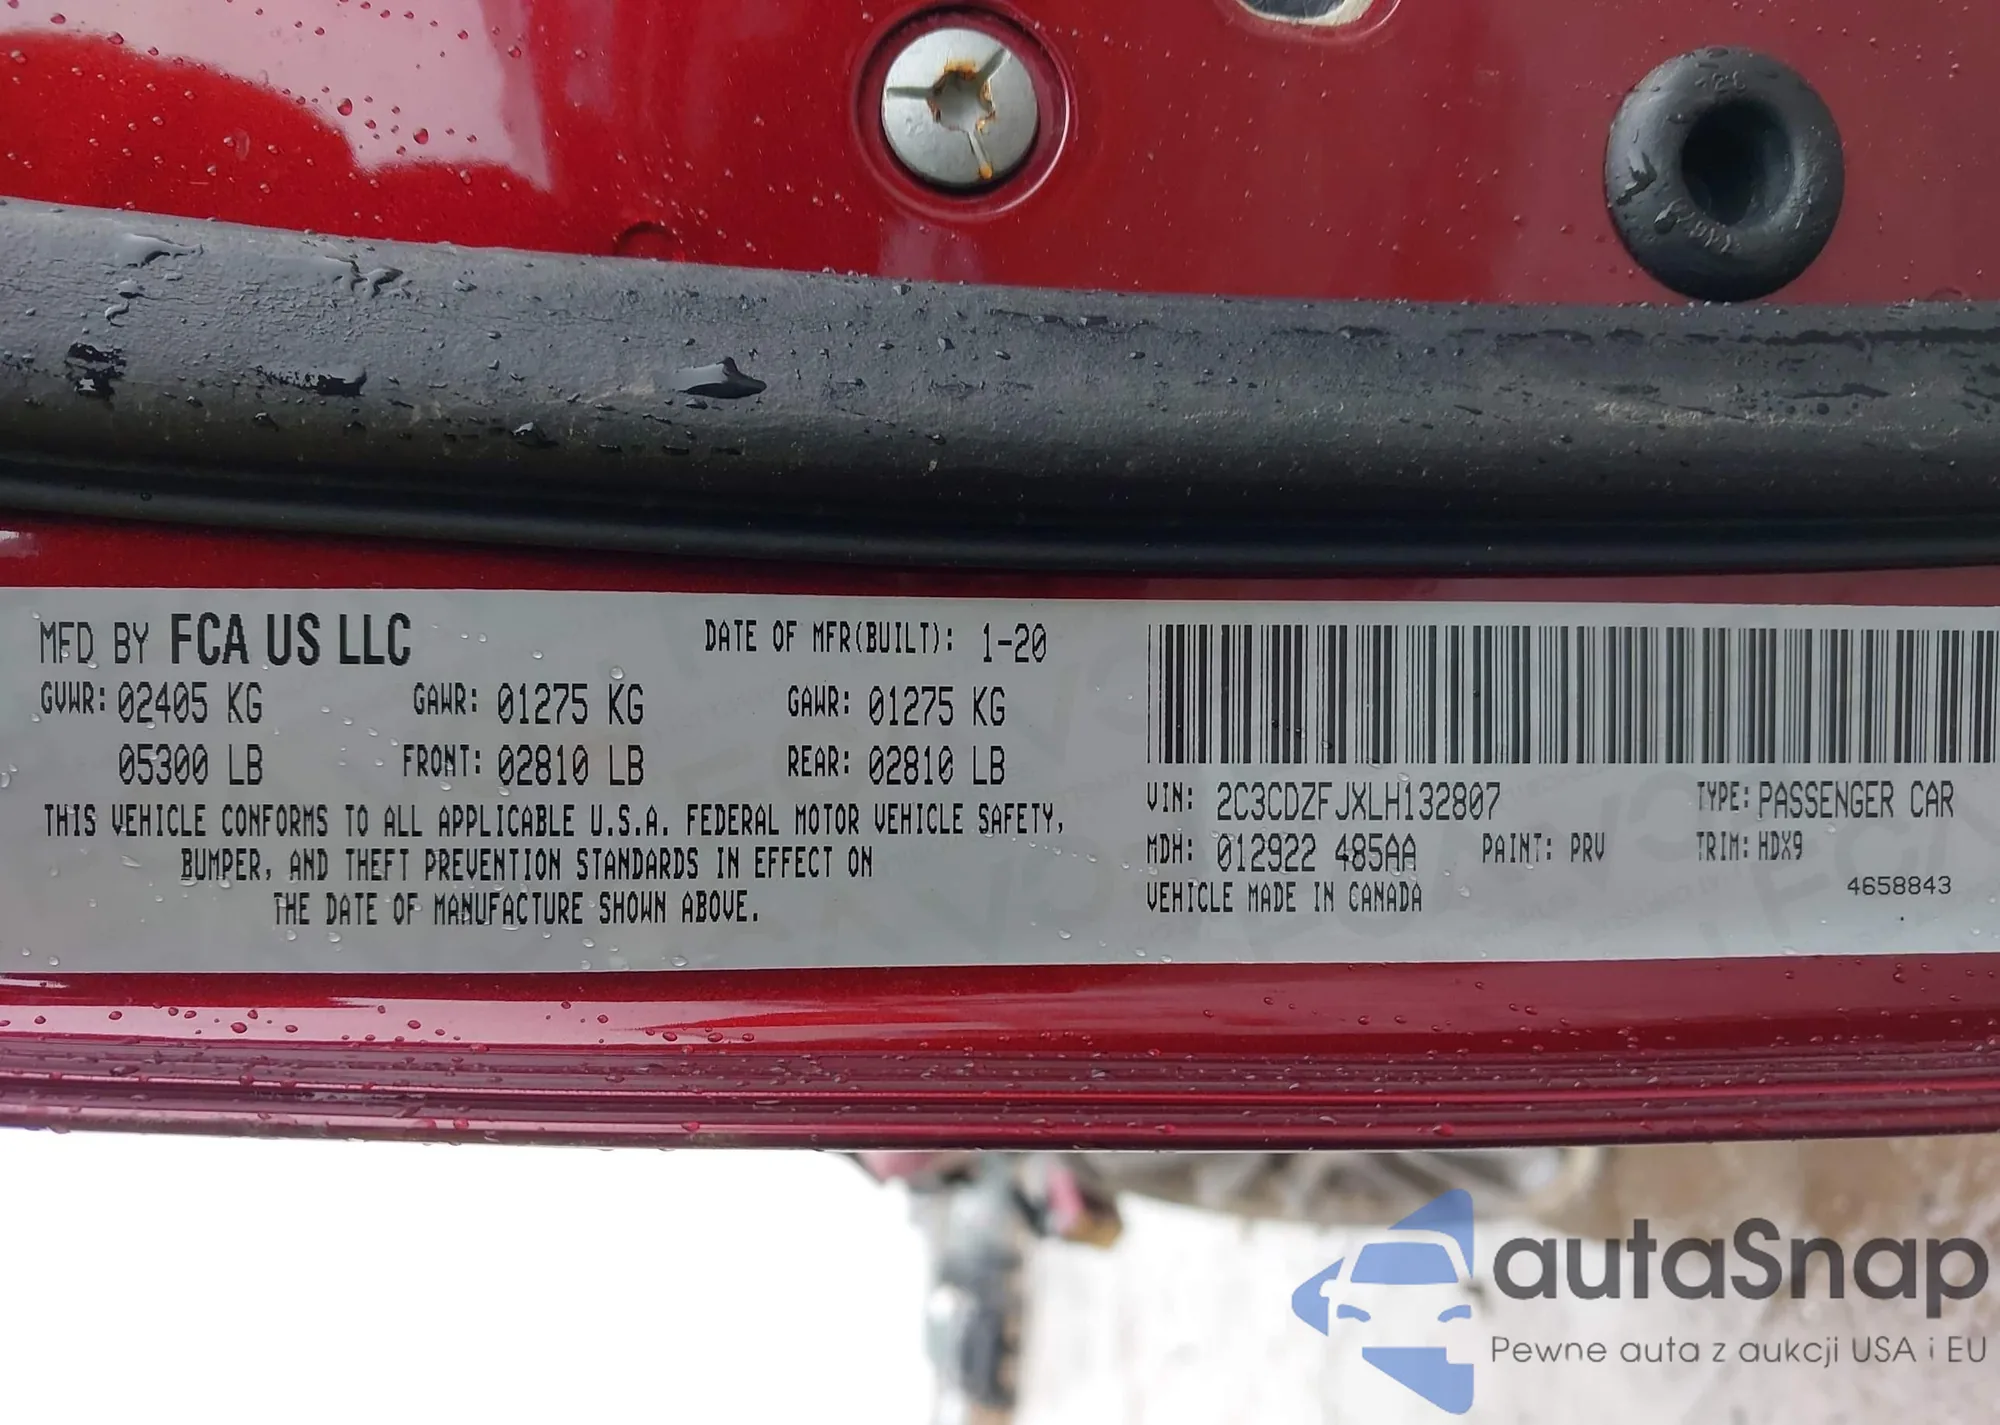 MFD BY FCA US LLC DATE OF MFR(BUILT): 1-20
GVWR: 02405 KG GAWR: 01275 KG GAWR: 01275 KG
05300 LB FRONT: 02810 LB REAR: 02810 LB
THIS VEHICLE CONFORMS TO ALL APPLICABLE U.S.A. FEDERAL MOTOR VEHICLE SAFETY,
BUMPER, AND THEFT PREVENTION STANDARDS IN EFFECT ON
THE DATE OF MANUFACTURE SHOWN ABOVE.
VIN: 2C3CDZFJXLH132807 TYPE: PASSENGER CAR
MDH: 012922 485AA PAINT: PRV TRIM: HDX9
VEHICLE MADE IN CANADA
4658843
autaSnap
Pewne auta z aukcji USA i EU